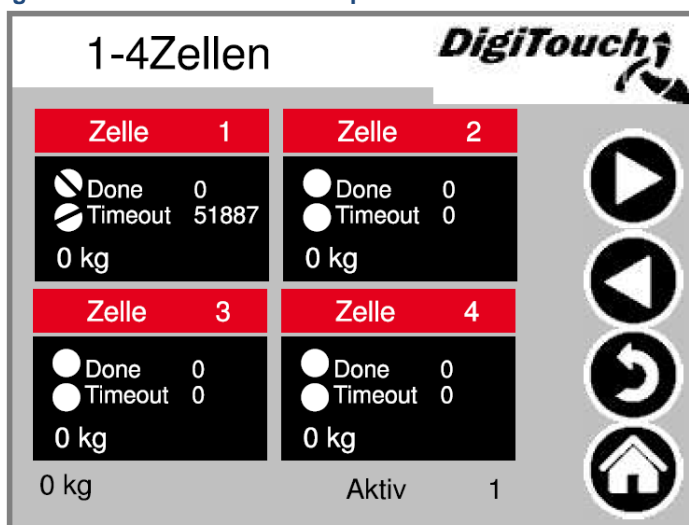 1-4Zellen
DigiTouch
Zelle 1
Done 0
Timeout 51887
0 kg
Zelle 2
Done 0
Timeout 0
0 kg
Zelle 3
Done 0
Timeout 0
0 kg
Zelle 4
Done 0
Timeout 0
0 kg
0 kg
Aktiv 1